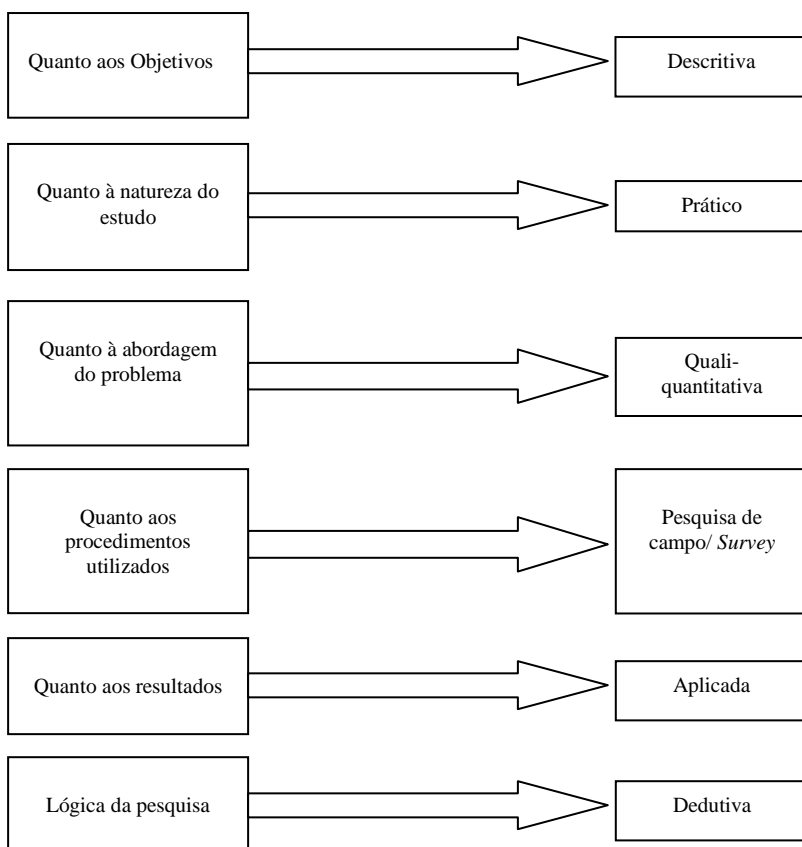 Quanto aos Objetivos
Descritiva
Quanto à natureza do
estudo
Prático
Quanto à abordagem
do problema
Quali-
quantitativa
Quanto aos
procedimentos
utilizados
Pesquisa de
campo/ Survey
Quanto aos resultados
Aplicada
Lógica da pesquisa
Dedutiva